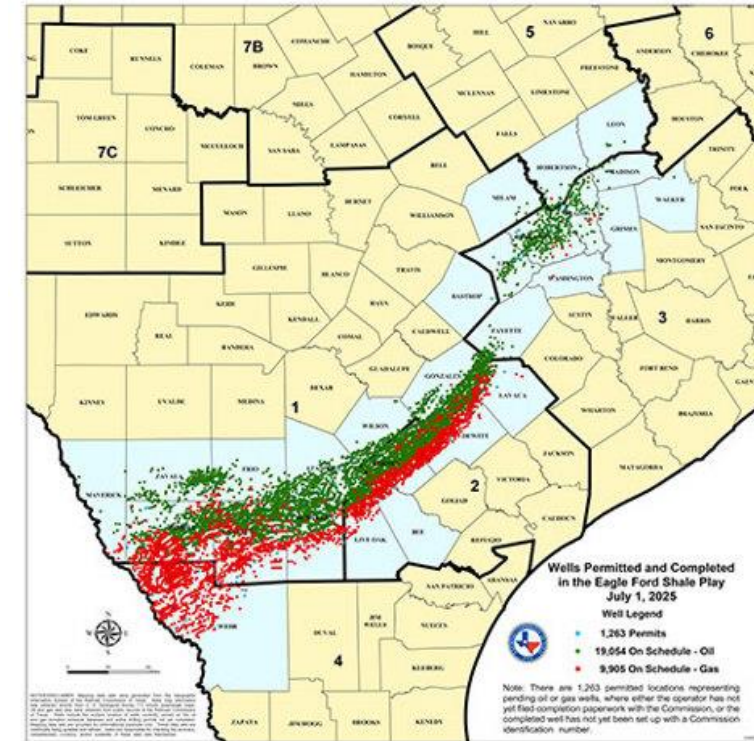 5
NAVARRO
6
7B
COMANCHE
HILL
ANDERSON
COKE
RUNNELS
COLEMAN
BROWN
BOSQUE
FREESTONE
CHEROKEE
HAMILTON
MCLENNAN
LIMESTONE
MILLS
LEON
HOUSTON
TOM GREEN
CONCHO
CORYELL
FALLS
7C
MCCULLOCH
SAN SABA
LAMPASAS
TRINITY
ROBERTSON
MADISON
BELL
POLK
SCHLEICHER
MENARD
MILAM
WALKER
BURNET
MASON
LLANO
WILLIAMSON
GRIMES
SAN JACINTO
SUTTON
KIMBLE
TRAVIS
MONTGOMERY
GILLESPIE
BLANCO
WASHINGTON
BASTROP
HAYS
EDWARDS
KERR
AUSTIN
WALLER
3
HARRIS
KENDALL
CALDWELL
FAYETTE
REAL
COMAL
BANDERA
COLORADO
GUADALUPE
FORT BEND
GONZALES
BEXAR
KINNEY
UVALDE
MEDINA
LAVACA
1
WHARTON
BRAZORIA
WILSON
DEWITT
JACKSON
MATAGORDA
ZAVALA
FRIO
VICTORIA
MAVERICK
2
GOLIAD
CALHOUN
LIVE OAK
BEE
REFUGIO
SAN PATRICIO
ARANSAS
WEBB
DUVAL
JIM
WELLS
NUECES
4
KLEBERG
ZAPATA
JIM HOGG
BROOKS
KENEDY
Wells Permitted and Completed
in the Eagle Ford Shale Play
July 1, 2025
Well Legend
1,263 Permits
19,054 On Schedule - Oil
9,905 On Schedule - Gas
Note: There are 1,263 permitted locations representing
pending oil or gas wells, where either the operator has not
yet filed completion paperwork with the Commission, or the
completed well has not yet been set up with a Commission
identification number.